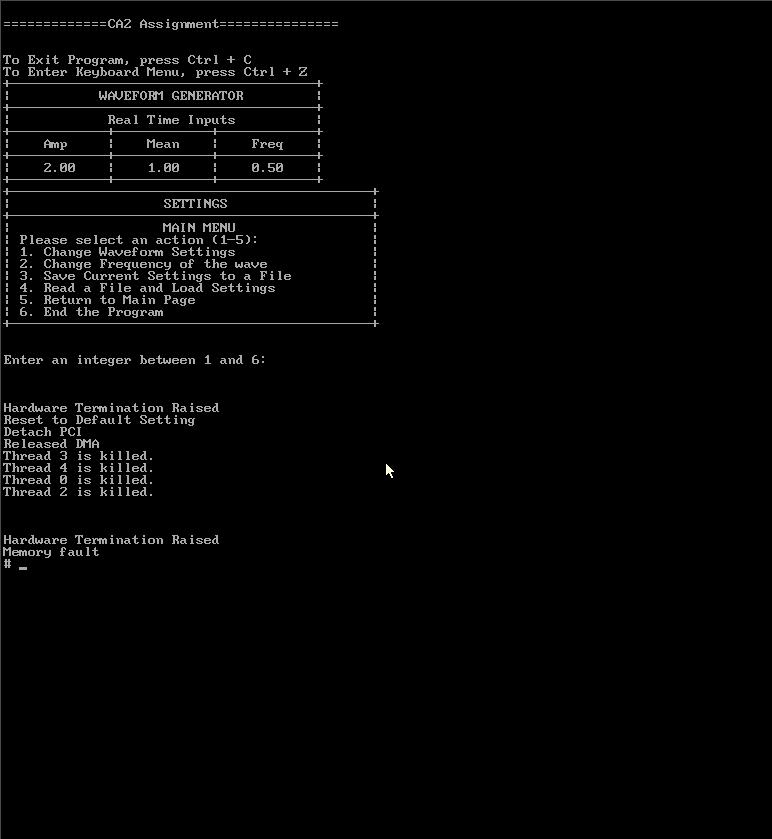 =============CA2 Assignment===============
To Exit Program, press Ctrl + C
To Enter Keyboard Menu, press Ctrl + Z
WAVEFORM GENERATOR
Real Time Inputs
Amp Mean Freq
2.00 1.00 0.50
SETTINGS
MAIN MENU
Please select an action (1-5):
1. Change Waveform Settings
2. Change Frequency of the wave
3. Save Current Settings to a File
4. Read a File and Load Settings
5. Return to Main Page
6. End the Program
Enter an integer between 1 and 6:
Hardware Termination Raised
Reset to Default Setting
Detach PCI
Released DMA
Thread 3 is killed.
Thread 4 is killed.
Thread 0 is killed.
Thread 2 is killed.
Hardware Termination Raised
Memory fault
# _